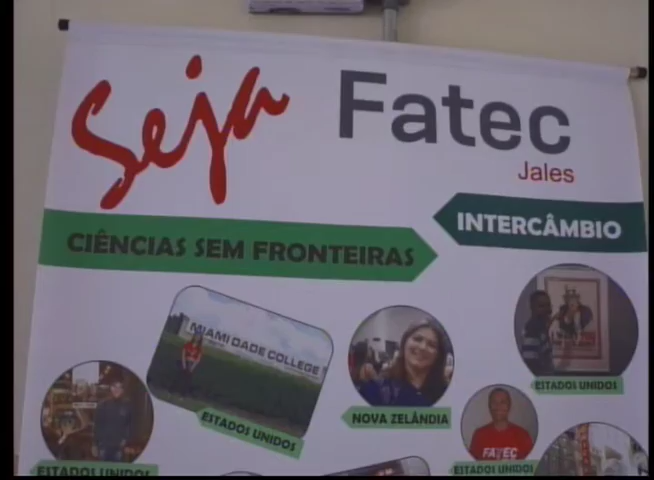 Seja Fatec
Jales
INTERCÂMBIO
CIÊNCIAS SEM FRONTEIRAS
MIAMI DADE COLLEGE
ESTADOS UNIDOS
NOVA ZELÂNDIA
ESTADOS UNIDOS
FATEC
ESTADOS UNIDOS
ESTADOS UNIDOS